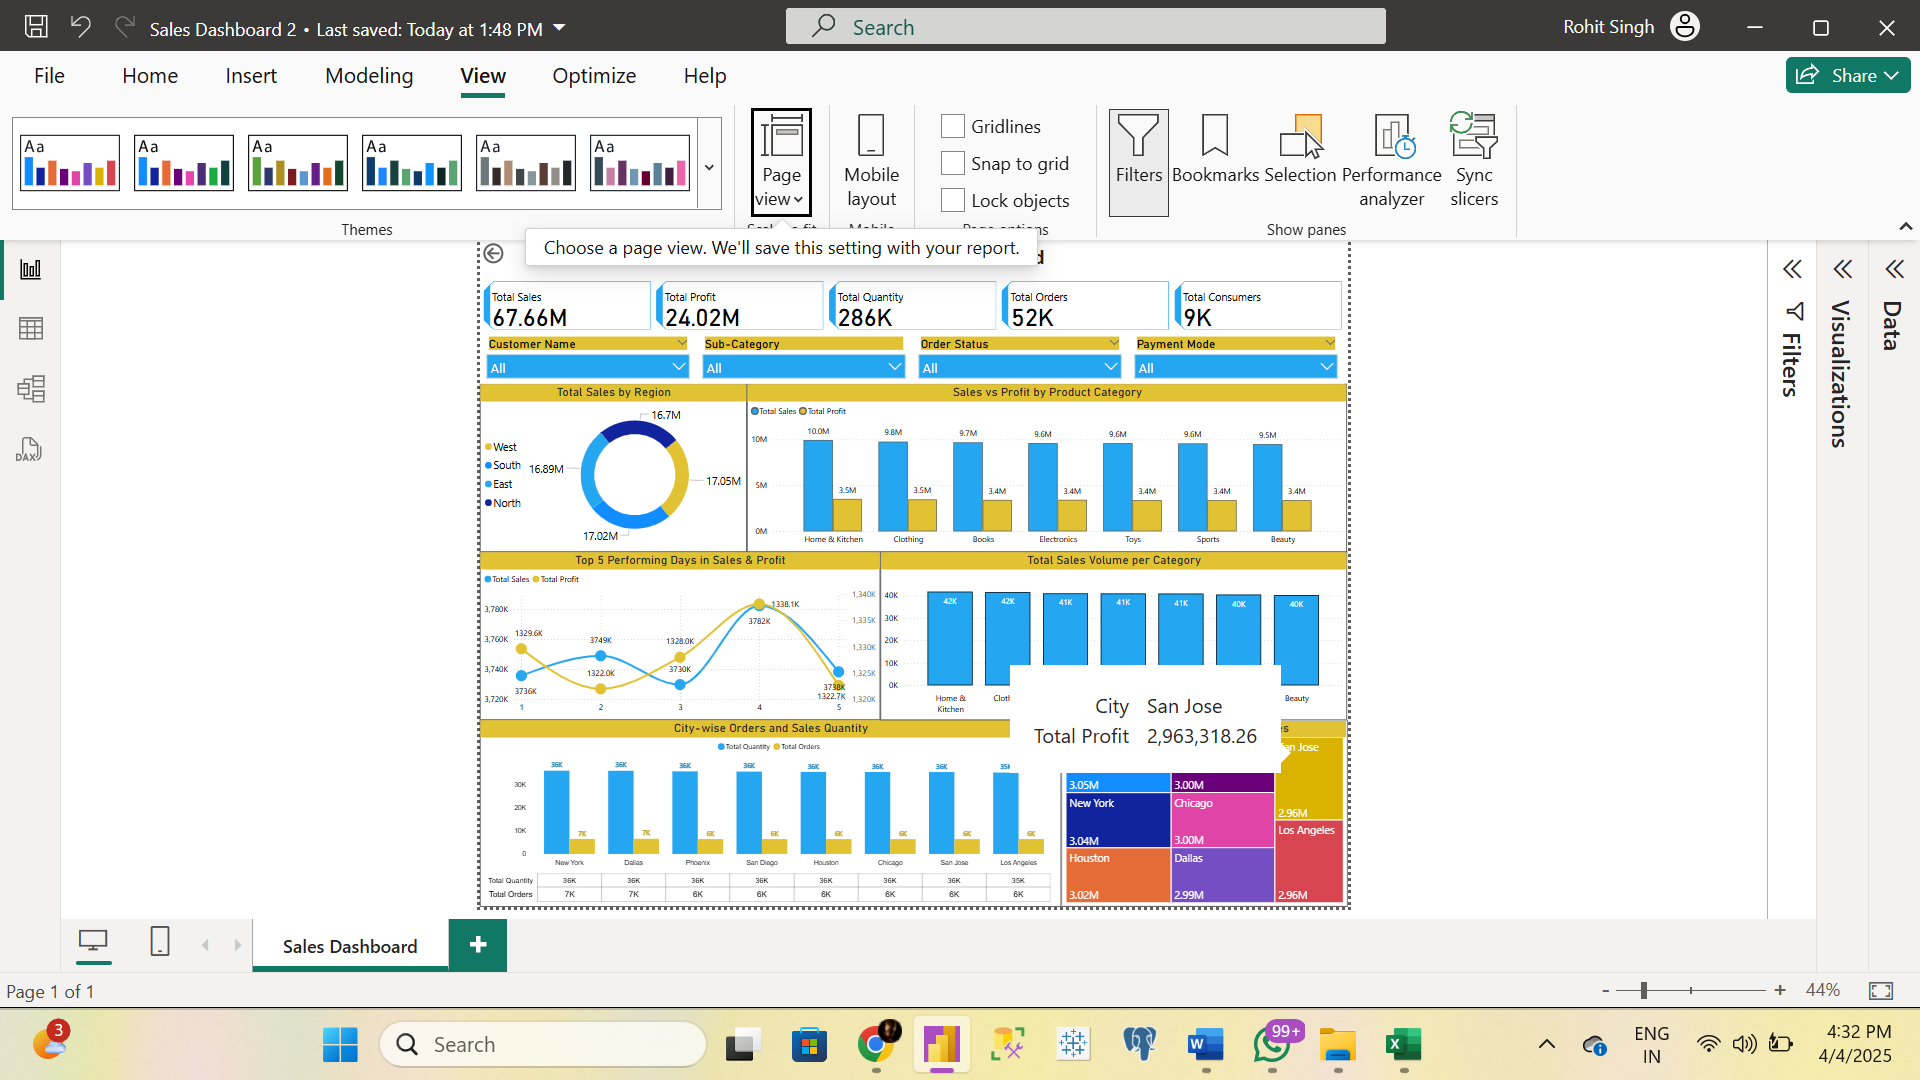 Sales Dashboard 2 • Last saved: Today at 1:48 PM
Search
Rohit Singh
File Home Insert Modeling View Optimize Help
Share
Aa Aa Aa Aa Aa Aa
Page view
Mobile layout
Gridlines
Snap to grid
Lock objects
Filters
Bookmarks
Selection
Performance analyzer
Sync slicers
Themes
Show panes
Choose a page view. We'll save this setting with your report.
Total Sales
67.66M
Total Profit
24.02M
Total Quantity
286K
Total Orders
52K
Total Consumers
9K
Customer Name Sub-Category Order Status Payment Mode
All All All All
Total Sales by Region
West
South
East
North
16.7M
16.89M
17.05M
17.02M
Sales vs Profit by Product Category
Total Sales Total Profit
10M
5M
0M
10.0M 9.8M 9.7M 9.6M 9.6M 9.6M 9.5M
3.5M 3.5M 3.4M 3.4M 3.4M 3.4M 3.4M
Home & Kitchen Clothing Books Electronics Toys Sports Beauty
Top 5 Performing Days in Sales & Profit
Total Sales Total Profit
3,780K
3,760K
3,740K
3,720K
1329.6K 3749K 1328.0K 1338.1K
3782K
3736K 1322.0K 3730K 3738K
1322.7K
1,340K
1,335K
1,330K
1,325K
1,320K
1 2 3 4 5
Total Sales Volume per Category
40K
30K
20K
10K
0K
42K 42K 41K 41K 41K 40K 40K
Home & Kitchen
Beauty
City San Jose
Total Profit 2,963,318.26
City-wise Orders and Sales Quantity
Total Quantity Total Orders
30K
20K
10K
0
36K 36K 36K 36K 36K 36K 36K
7K 7K 6K 6K 6K 6K 6K 6K
New York Dallas Phoenix San Diego Houston Chicago San Jose Los Angeles
Total Quantity 36K 36K 36K 36K 36K 36K 36K 35K
Total Orders 7K 7K 6K 6K 6K 6K 6K 6K
3.05M
3.00M
Jose
2.96M
New York
3.04M
Chicago
3.00M
Houston
3.02M
Dallas
2.99M
Los Angeles
2.96M
Filters
Visualizations
Data
DAX
Sales Dashboard
+
Page 1 of 1
- + 44%
3
Search
99+
ENG
IN
4:32 PM
4/4/2025